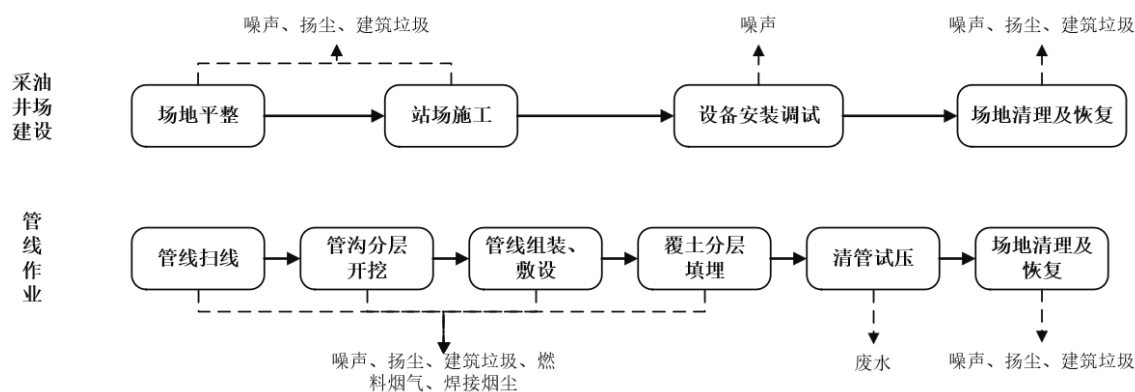 噪声、扬尘、建筑垃圾
噪声
噪声、扬尘、建筑垃圾
采油
井场
建设
场地平整
站场施工
设备安装调试
场地清理及恢复
管
线
作
业
管线扫线
管沟分层
开挖
管线组装、
敷设
覆土分层
填埋
清管试压
场地清理及
恢复
噪声、扬尘、建筑垃圾、燃
料烟气、焊接烟尘
废水
噪声、扬尘、建筑垃圾